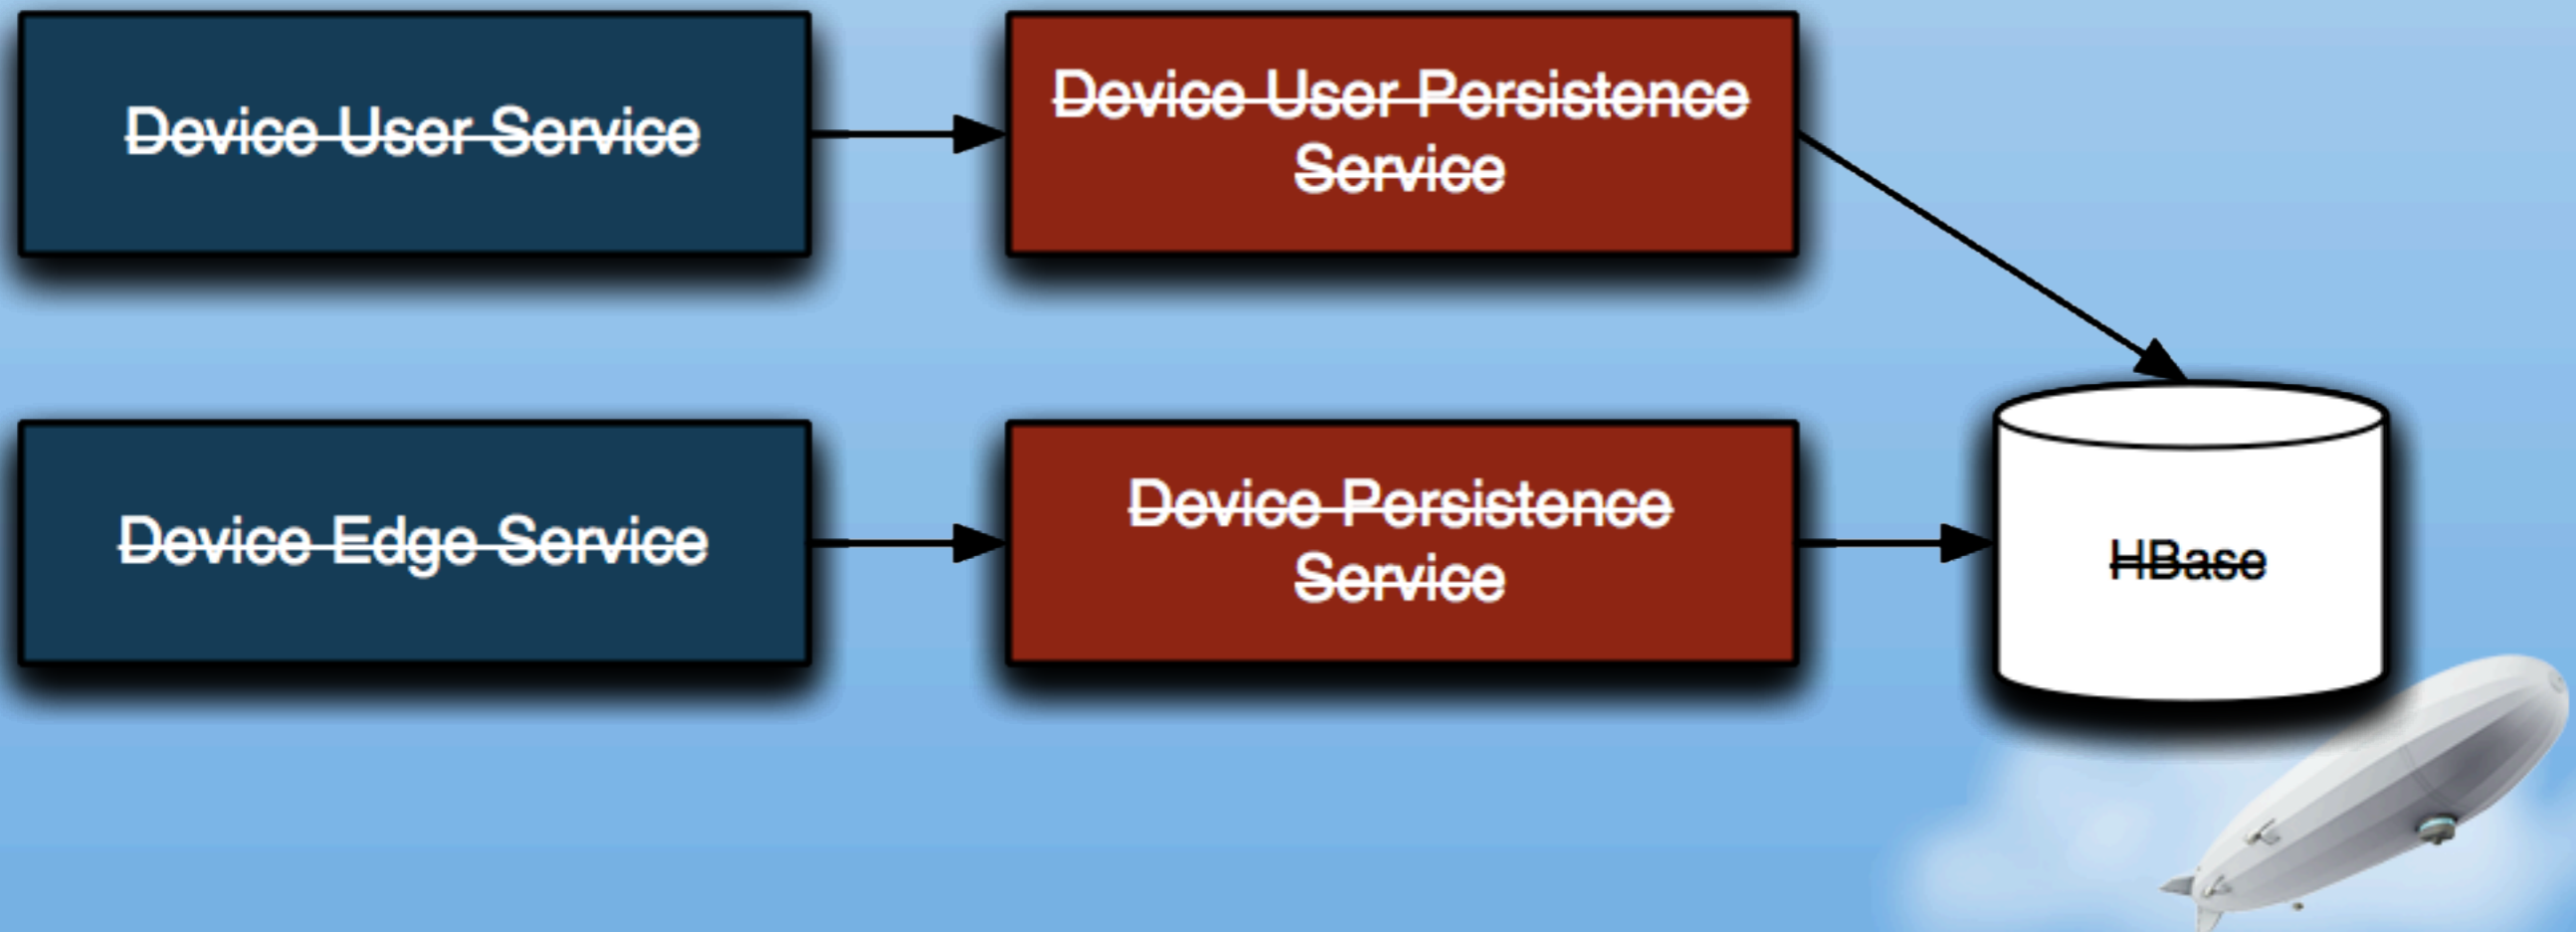 Device User Service
Device User Persistence
Service
Device Edge Service
Device Persistence
Service
HBase